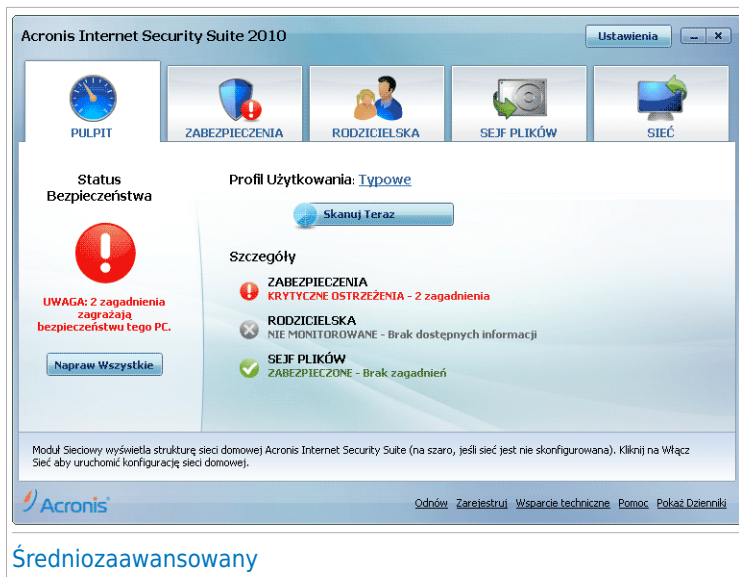 Acronis Internet Security Suite 2010
Ustawienia
PULPIT
ZABEZPIECZENIA
RODZICIELSKA
SEJF PLIKÓW
SIEĆ
Status
Bezpieczeństwa
UWAGA: 2 zagadnienia
zagrażają
bezpieczeństwu tego PC.
Napraw Wszystkie
Profil Użytkowania: Typowe
Skanuj Teraz
Szczegóły
ZABEZPIECZENIA
KRYTYCZNE OSTRZEŻENIA - 2 zagadnienia
RODZICIELSKA
NIE MONITOROWANE - Brak dostępnych informacji
SEJF PLIKÓW
ZABEZPIECZONE - Brak zagadnień
Moduł Sieciowy wyświetla strukturę sieci domowej Acronis Internet Security Suite (na szaro, jeśli sieć jest nie skonfigurowana). Kliknij na Włącz
Sieć aby uruchomić konfigurację sieci domowej.
Acronis
Odnów Zarejestruj Wsparcie techniczne Pomoc Pokaż Dzienniki
Średniozaawansowany